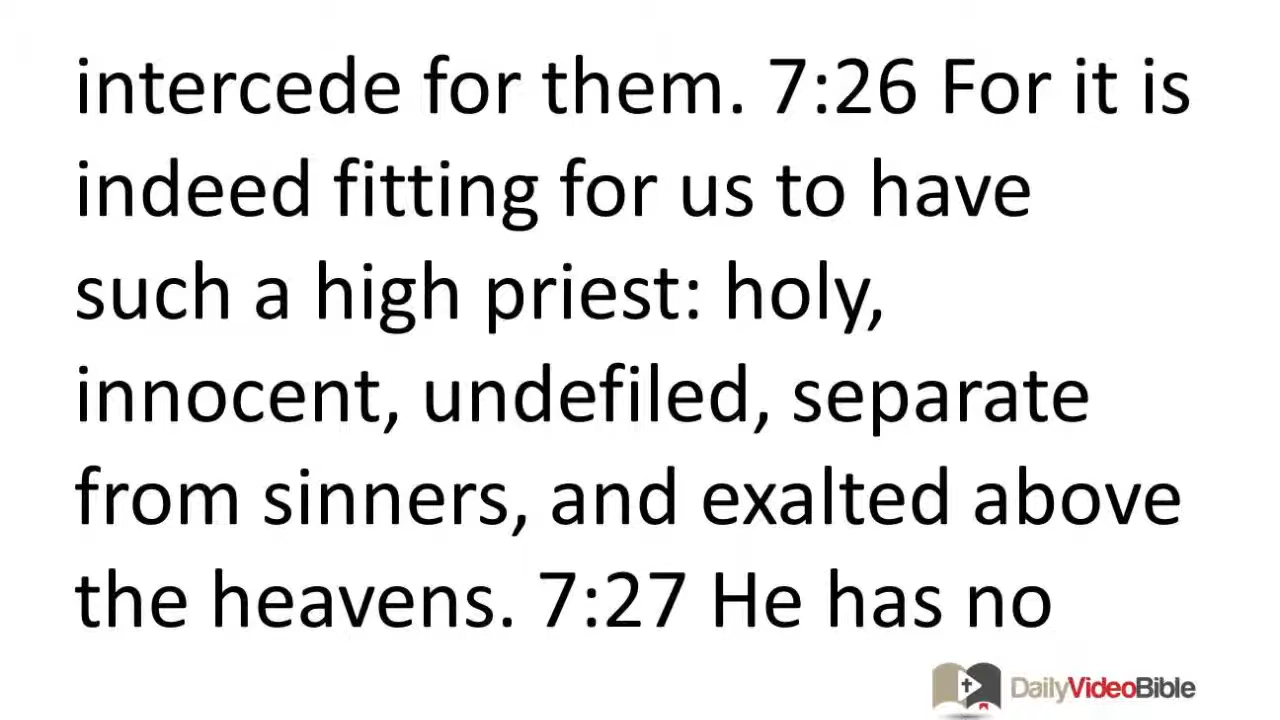 intercede for them. 7:26 For it is
indeed fitting for us to have
such a high priest: holy,
innocent, undefiled, separate
from sinners, and exalted above
the heavens. 7:27 He has no
DailyVideoBible